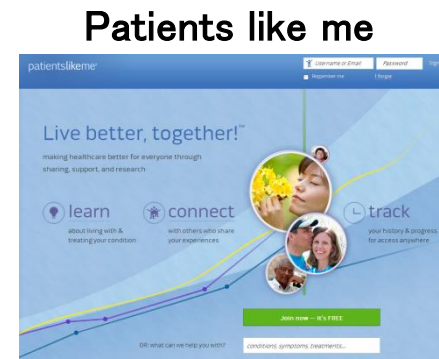 Patients like me
patientslikeme®
Username or Email
Password
Sign
Remember me
I forgot
Live better, together!™
making healthcare better for everyone through
sharing, support, and research
learn
about living with &
treating your condition
connect
with others who share
your experiences
track
your history & progress
for access anywhere
Join now — It's FREE
OR: what can we help you with?
conditions, symptoms, treatments...